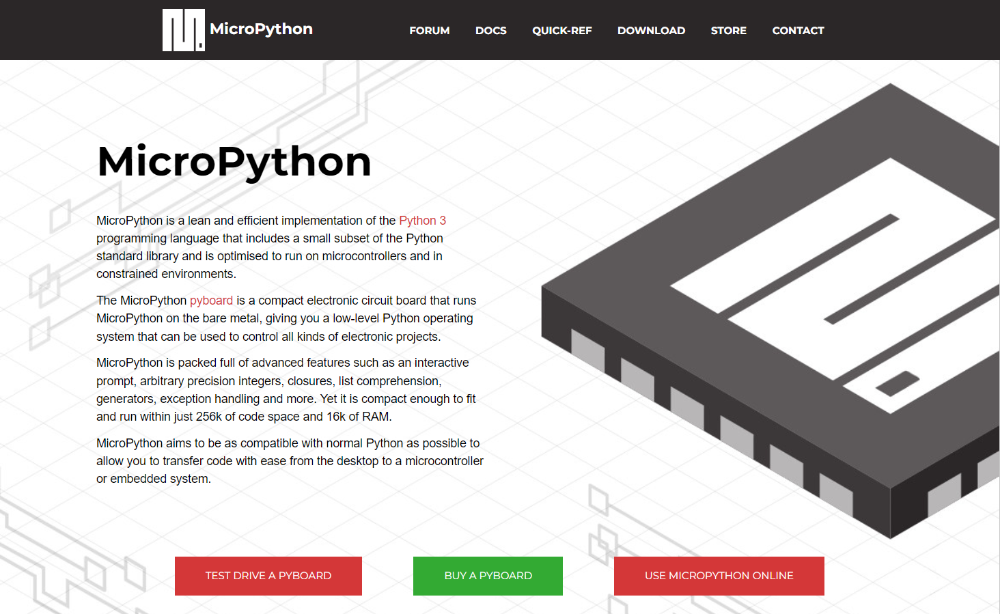 MicroPython
FORUM
DOCS
QUICK-REF
DOWNLOAD
STORE
CONTACT
MicroPython
MicroPython is a lean and efficient implementation of the Python 3
programming language that includes a small subset of the Python
standard library and is optimised to run on microcontrollers and in
constrained environments.
The MicroPython pyboard is a compact electronic circuit board that runs
MicroPython on the bare metal, giving you a low-level Python operating
system that can be used to control all kinds of electronic projects.
MicroPython is packed full of advanced features such as an interactive
prompt, arbitrary precision integers, closures, list comprehension,
generators, exception handling and more. Yet it is compact enough to fit
and run within just 256k of code space and 16k of RAM.
MicroPython aims to be as compatible with normal Python as possible to
allow you to transfer code with ease from the desktop to a microcontroller
or embedded system.
TEST DRIVE A PYBOARD
BUY A PYBOARD
USE MICROPYTHON ONLINE